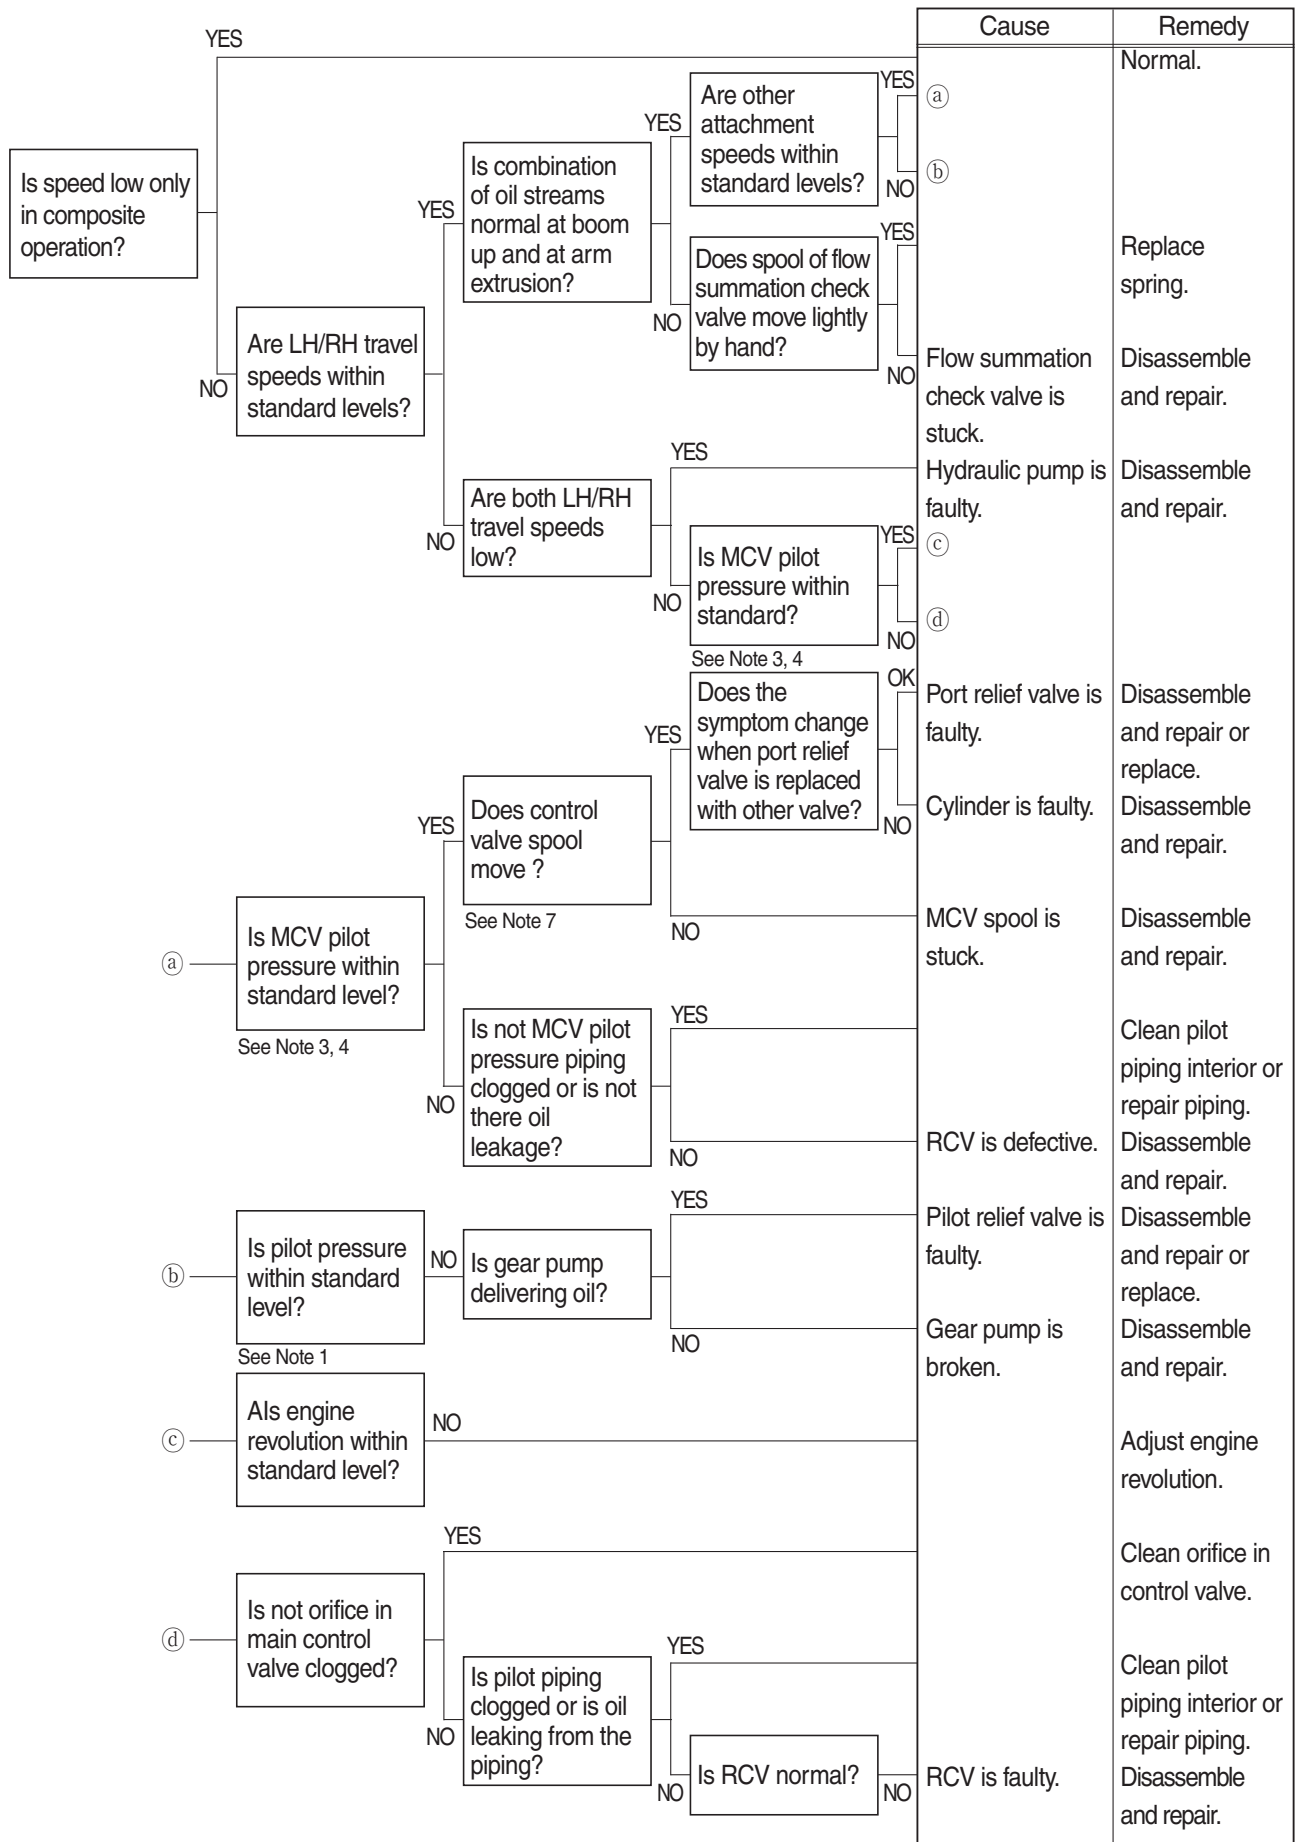 Cause
Remedy
YES
Normal.
Is speed low only
in composite
operation?
NO
Are LH/RH travel
speeds within
standard levels?
YES
Is combination
of oil streams
normal at boom
up and at arm
extrusion?
YES
Are other
attachment
speeds within
standard levels?
YES
ⓐ
NO
ⓑ
NO
Does spool of flow
summation check
valve move lightly
by hand?
YES
Replace
spring.
NO
Flow summation
check valve is
stuck.
Disassemble
and repair.
NO
Are both LH/RH
travel speeds
low?
YES
Hydraulic pump is
faulty.
Disassemble
and repair.
NO
Is MCV pilot
pressure within
standard?
See Note 3, 4
YES
ⓒ
NO
ⓓ
ⓐ
Is MCV pilot
pressure within
standard level?
See Note 3, 4
YES
Does control
valve spool
move ?
See Note 7
YES
Does the
symptom change
when port relief
valve is replaced
with other valve?
OK
Port relief valve is
faulty.
Disassemble
and repair or
replace.
NO
Cylinder is faulty.
Disassemble
and repair.
NO
MCV spool is
stuck.
Disassemble
and repair.
NO
Is not MCV pilot
pressure piping
clogged or is not
there oil
leakage?
YES
Clean pilot
piping interior or
repair piping.
NO
RCV is defective.
Disassemble
and repair.
ⓑ
Is pilot pressure
within standard
level?
See Note 1
NO
Is gear pump
delivering oil?
YES
Pilot relief valve is
faulty.
Disassemble
and repair or
replace.
NO
Gear pump is
broken.
Disassemble
and repair.
ⓒ
AIs engine
revolution within
standard level?
NO
Adjust engine
revolution.
ⓓ
Is not orifice in
main control
valve clogged?
YES
Clean orifice in
control valve.
NO
Is pilot piping
clogged or is oil
leaking from the
piping?
YES
Clean pilot
piping interior or
repair piping.
NO
Is RCV normal?
NO
RCV is faulty.
Disassemble
and repair.